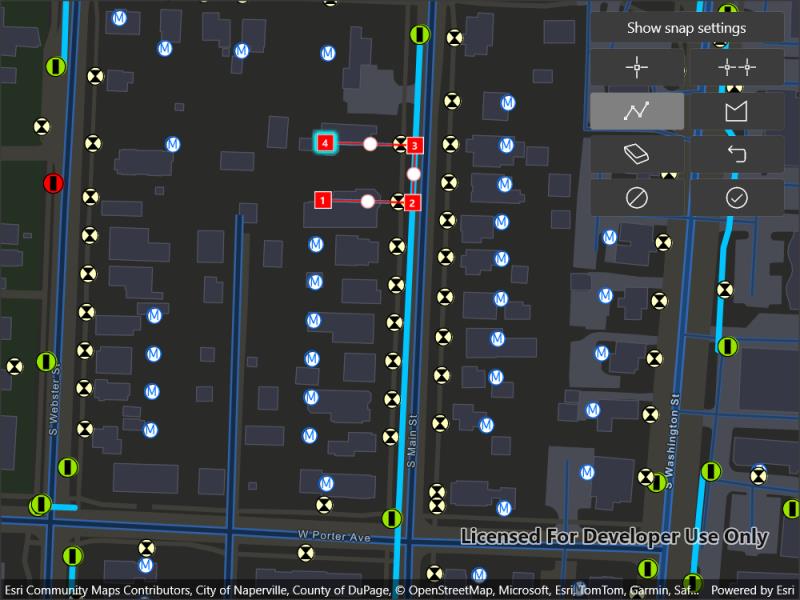 Show snap settings
4
3
1
2
S Webster St
S Main St
S Washington St
W Porter Ave
Licensed For Developer Use Only
Esri Community Maps Contributors, City of Naperville, County of DuPage, © OpenStreetMap, Microsoft, Esri, TomTom, Garmin, Saf... Powered by Esri